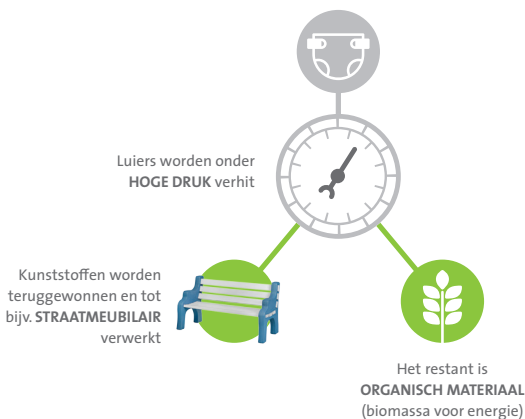 Luiers worden onder
HOGE DRUK verhit
Kunststoffen worden
teruggewonnen en tot
bijv. STRAATMEUBILAIR
verwerkt
Het restant is
ORGANISCH MATERIAAL
(biomassa voor energie)